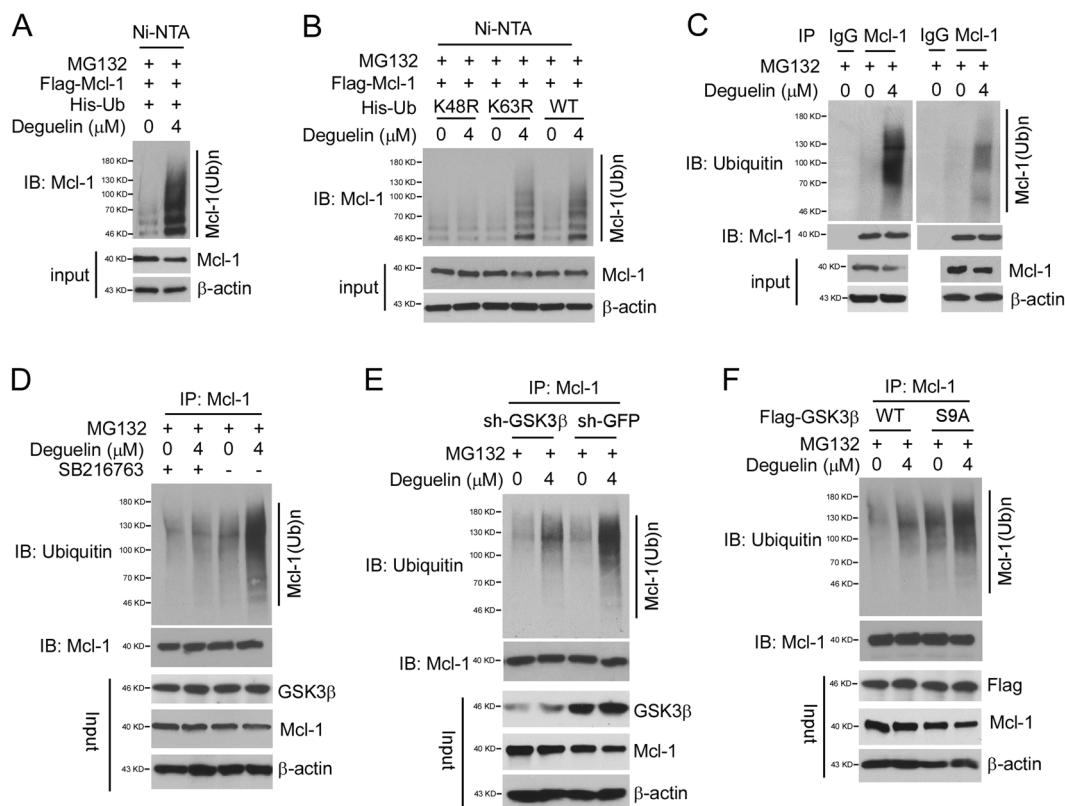 A
Ni-NTA
MG132 + +
Flag-Mcl-1 + +
His-Ub + +
Deguelin (μM) 0 4
180 KD
130 KD
100 KD
70 KD
46 KD
IB: Mcl-1
Mcl-1(Ub)n
input
40 KD
Mcl-1
43 KD
β-actin
B
Ni-NTA
MG132 + + + + + +
Flag-Mcl-1 + + + + + +
His-Ub K48R K63R WT
Deguelin (μM) 0 4 0 4 0 4
180 KD
130 KD
100 KD
70 KD
46 KD
IB: Mcl-1
Mcl-1(Ub)n
input
40 KD
Mcl-1
43 KD
β-actin
C
IP IgG Mcl-1 IgG Mcl-1
MG132 + + + + + +
Deguelin (μM) 0 0 4 0 0 4
180 KD
130 KD
100 KD
70 KD
46 KD
IB: Ubiquitin
Mcl-1(Ub)n
IB: Mcl-1
40 KD
input
40 KD
Mcl-1
43 KD
β-actin
D
IP: Mcl-1
MG132 + + + +
Deguelin (μM) 0 4 0 4
SB216763 + + - -
180 KD
130 KD
100 KD
70 KD
46 KD
IB: Ubiquitin
Mcl-1(Ub)n
IB: Mcl-1
40 KD
Input
46 KD
GSK3β
40 KD
Mcl-1
43 KD
β-actin
E
IP: Mcl-1
sh-GSK3β sh-GFP
MG132 + + + +
Deguelin (μM) 0 4 0 4
180 KD
130 KD
100 KD
70 KD
46 KD
IB: Ubiquitin
Mcl-1(Ub)n
IB: Mcl-1
40 KD
Input
46 KD
GSK3β
40 KD
Mcl-1
43 KD
β-actin
F
IP: Mcl-1
Flag-GSK3β WT S9A
MG132 + + + +
Deguelin (μM) 0 4 0 4
180 KD
130 KD
100 KD
70 KD
46 KD
IB: Ubiquitin
Mcl-1(Ub)n
IB: Mcl-1
40 KD
Input
46 KD
Flag
40 KD
Mcl-1
43 KD
β-actin